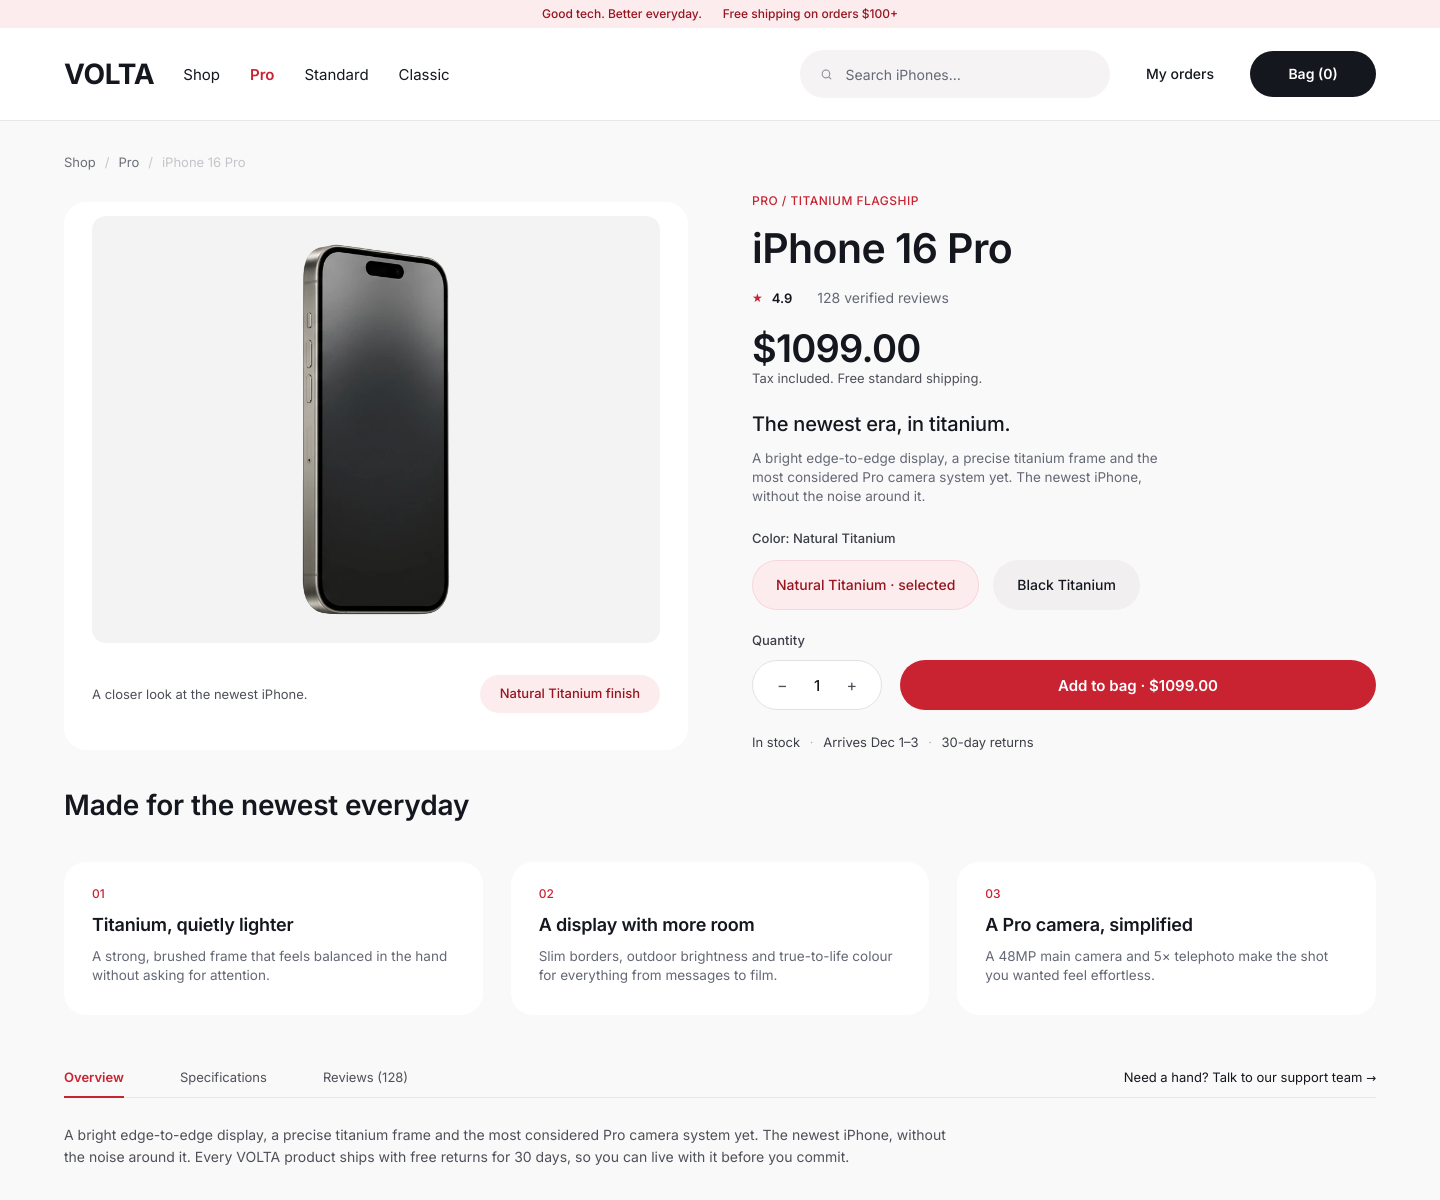 Good tech. Better everyday. Free shipping on orders $100+
VOLTA Shop Pro Standard Classic Search iPhones... My orders Bag (0)
Shop / Pro / iPhone 16 Pro
PRO / TITANIUM FLAGSHIP
iPhone 16 Pro
★ 4.9 128 verified reviews
$1099.00
Tax included. Free standard shipping.
The newest era, in titanium.
A bright edge-to-edge display, a precise titanium frame and the
most considered Pro camera system yet. The newest iPhone,
without the noise around it.
Color: Natural Titanium
Natural Titanium · selected Black Titanium
Quantity
− 1 + Add to bag · $1099.00
In stock · Arrives Dec 1–3 · 30-day returns
A closer look at the newest iPhone. Natural Titanium finish
Made for the newest everyday
01
Titanium, quietly lighter
A strong, brushed frame that feels balanced in the hand
without asking for attention.
02
A display with more room
Slim borders, outdoor brightness and true-to-life colour
for everything from messages to film.
03
A Pro camera, simplified
A 48MP main camera and 5× telephoto make the shot
you wanted feel effortless.
Overview Specifications Reviews (128) Need a hand? Talk to our support team →
A bright edge-to-edge display, a precise titanium frame and the most considered Pro camera system yet. The newest iPhone, without
the noise around it. Every VOLTA product ships with free returns for 30 days, so you can live with it before you commit.